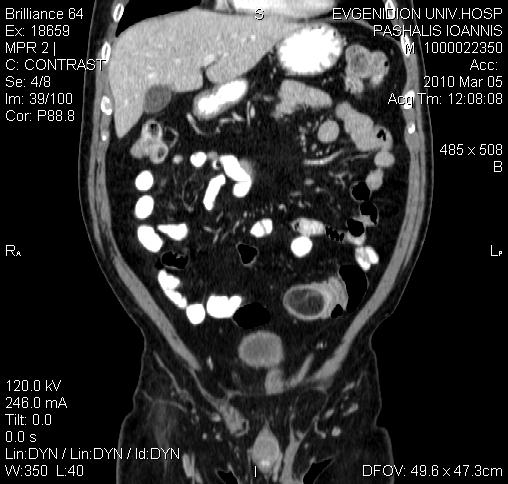 Brilliance 64
Ex: 18659
MPR 2 |
C: CONTRAST
Se: 4/8
Im: 39/100
Cor: P88.8
S
EVGENIDION UNIV.HOSP
PASHALIS IOANNIS
M 1000022350
Acc:
2010 Mar 05
Acq Tm: 12:08:08
485 x 508
B
RA
LP
120.0 kV
246.0 mA
Tilt: 0.0
0.0 s
Lin:DYN / Lin:DYN / Id:DYN
W:350 L:40
I
DFOV: 49.6 x 47.3cm